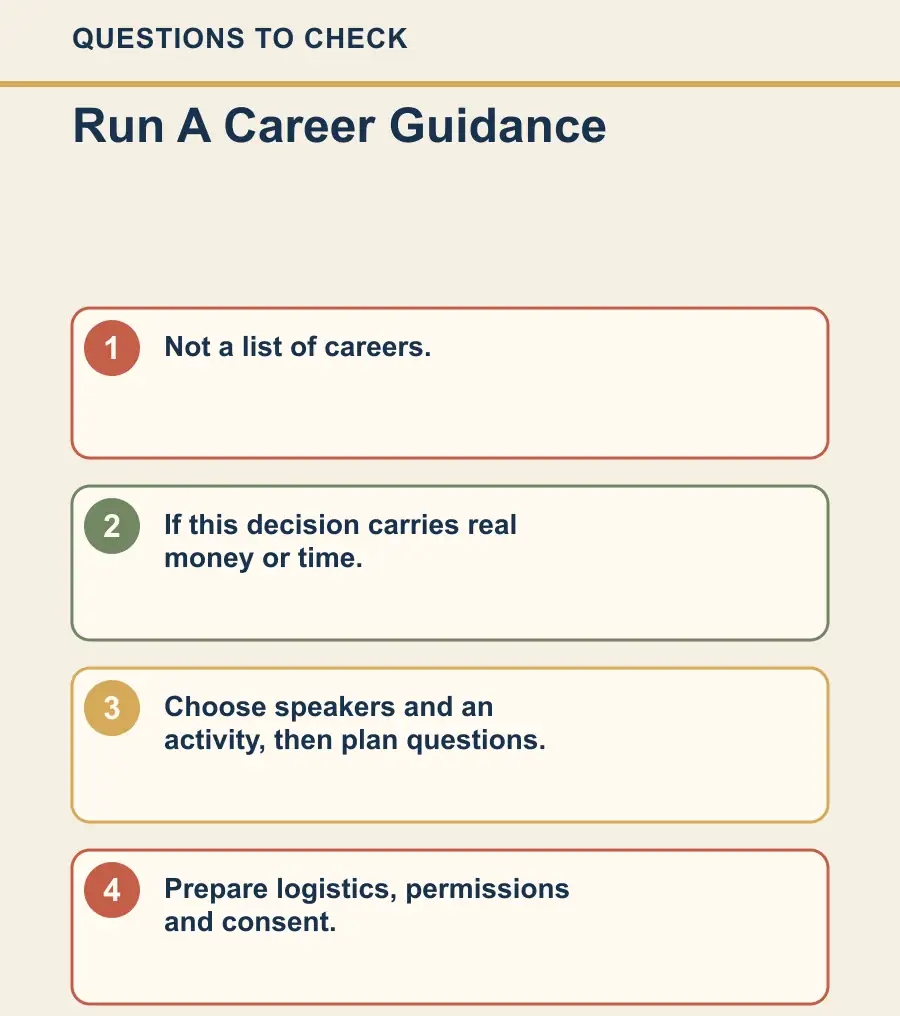 QUESTIONS TO CHECK
Run A Career Guidance
1
Not a list of careers.
2
If this decision carries real
money or time.
3
Choose speakers and an
activity, then plan questions.
4
Prepare logistics, permissions
and consent.